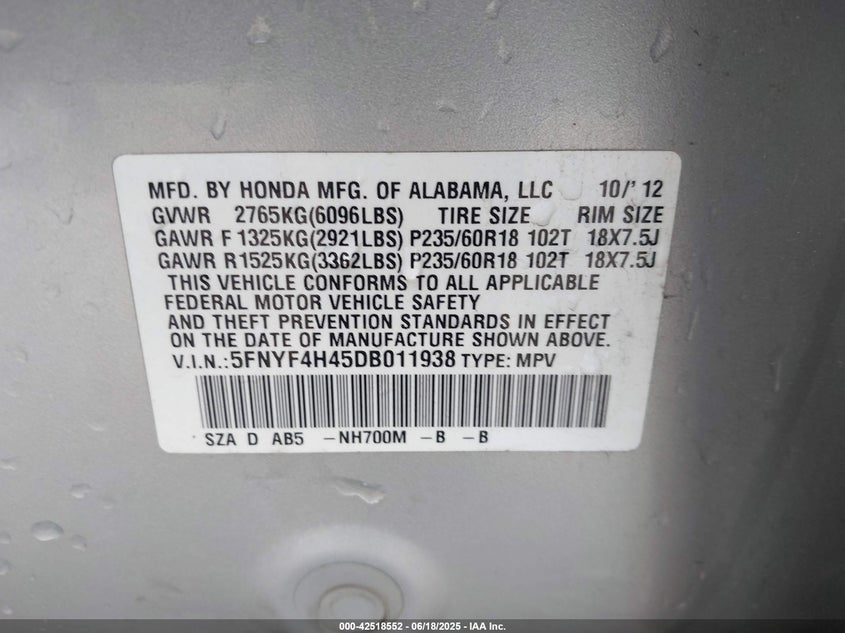 MFD. BY HONDA MFG. OF ALABAMA, LLC 10/'12
GVWR 2765KG(6096LBS) TIRE SIZE RIM SIZE
GAWR F 1325KG(2921LBS) P235/60R18 102T 18X7.5J
GAWR R1525KG(3362LBS) P235/60R18 102T 18X7.5J
THIS VEHICLE CONFORMS TO ALL APPLICABLE
FEDERAL MOTOR VEHICLE SAFETY
AND THEFT PREVENTION STANDARDS IN EFFECT
ON THE DATE OF MANUFACTURE SHOWN ABOVE.
V.I.N.:5FNYF4H45DB011938 TYPE: MPV
SZA D AB5 -NH700M -B -B
000-42518552 - 06/18/2025 - IAA Inc.